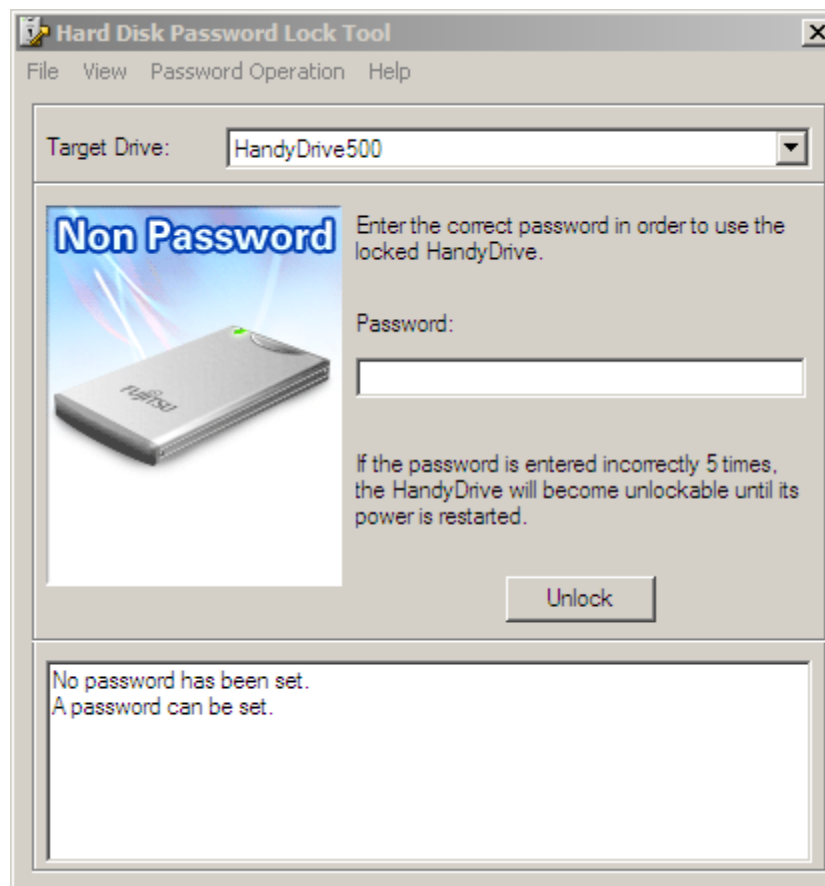 Hard Disk Password Lock Tool
File View Password Operation Help
Target Drive: HandyDrive500
Non Password
FUJITSU
Enter the correct password in order to use the
locked HandyDrive.
Password:
If the password is entered incorrectly 5 times,
the HandyDrive will become unlockable until its
power is restarted.
Unlock
No password has been set.
A password can be set.